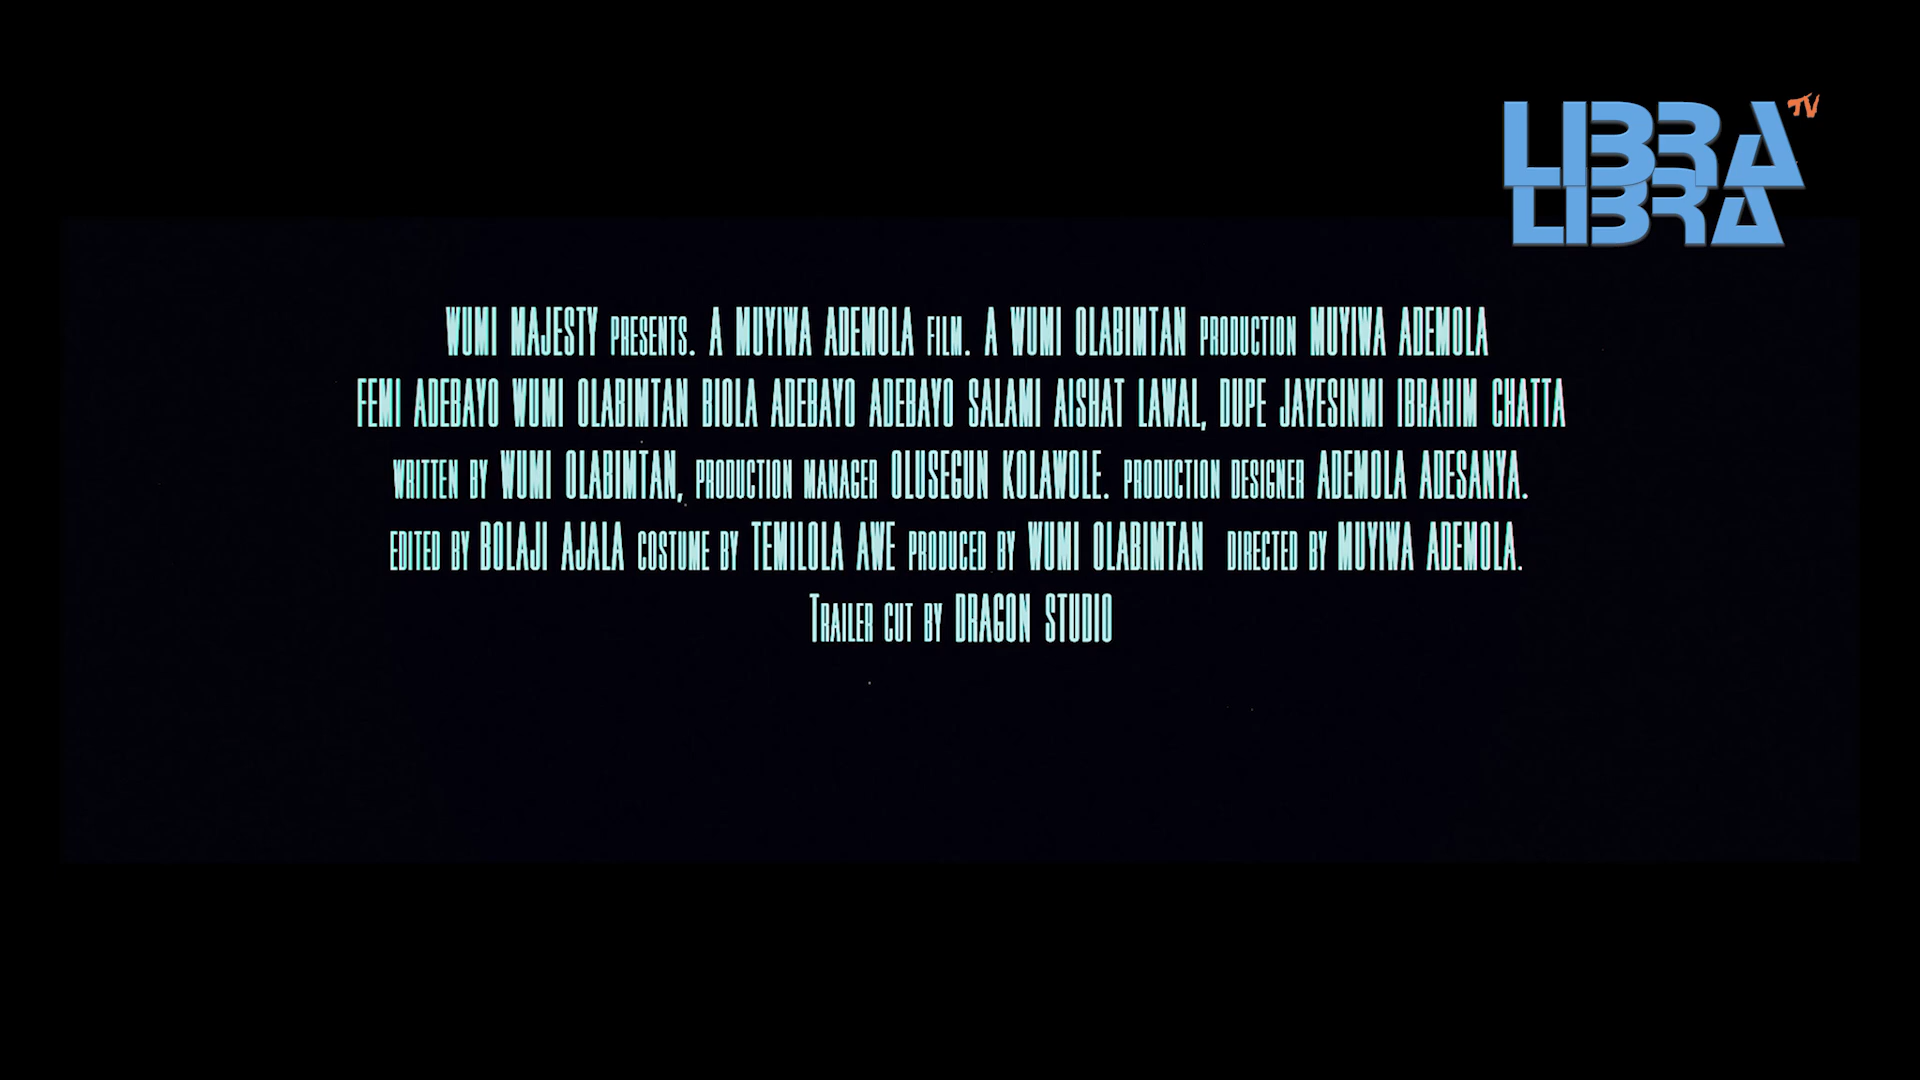 LIBRA TV
LIBRA
WUMI MAJESTY PRESENTS. A MUYIWA ADEMOLA FILM. A WUMI OLABIMTAN PRODUCTION MUYIWA ADEMOLA
FEMI ADEBAYO WUMI OLABIMTAN BIOLA ADEBAYO ADEBAYO SALAMI AISHAT LAWAL, DUPE JAYESINMI IBRAHIM CHATTA
WRITTEN BY WUMI OLABIMTAN, PRODUCTION MANAGER OLUSEGUN KOLAWOLE. PRODUCTION DESIGNER ADEMOLA ADESANYA.
EDITED BY BOLAJI AJALA COSTUME BY TEMILOLA AWE PRODUCED BY WUMI OLABIMTAN DIRECTED BY MUYIWA ADEMOLA.
TRAILER CUT BY DRAGON STUDIO